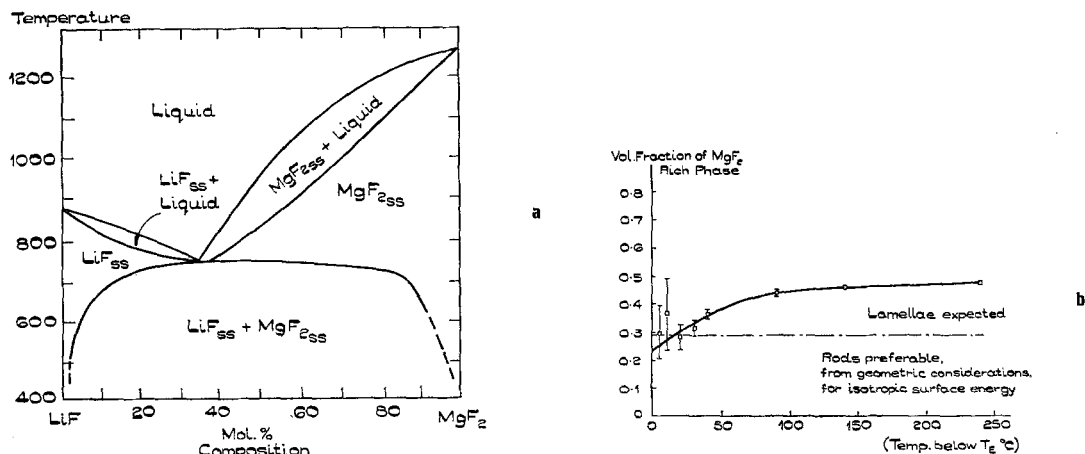 Temperature
1200
1000
800
600
400
Liquid
LiFss +
Liquid
MgF2ss + Liquid
MgF2ss
LiFss
LiFss + MgF2ss
LiF
20
40
60
80
MgF2
Mol.%
Composition
a
Vol.Fraction of MgF2
Rich Phase
0.8
0.7
0.6
0.5
0.4
0.3
0.2
0.1
0
Lamellae expected
Rods preferable,
from geometric considerations,
for isotropic surface energy
0
50
100
150
200
250
(Temp. below TE °C)
b